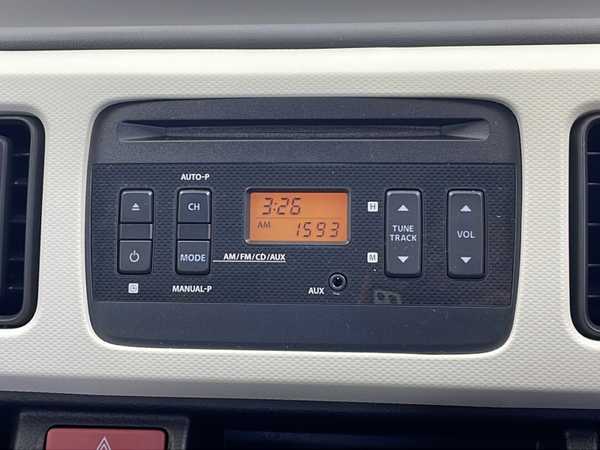 AUTO-P
CH
3:26
AM 1593
H
TUNE
TRACK
VOL
MODE
AM/FM/CD/AUX
M
MANUAL-P
AUX